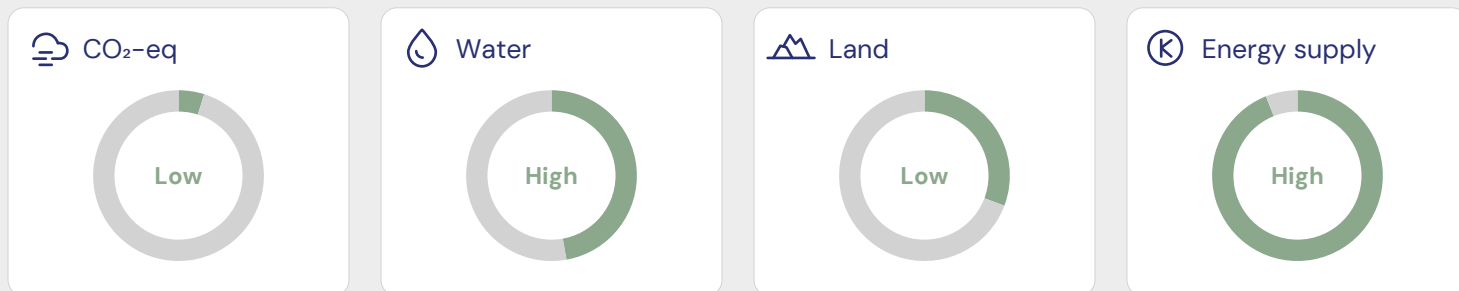 CO₂-eq
Water
Land
Energy supply
Low
High
Low
High